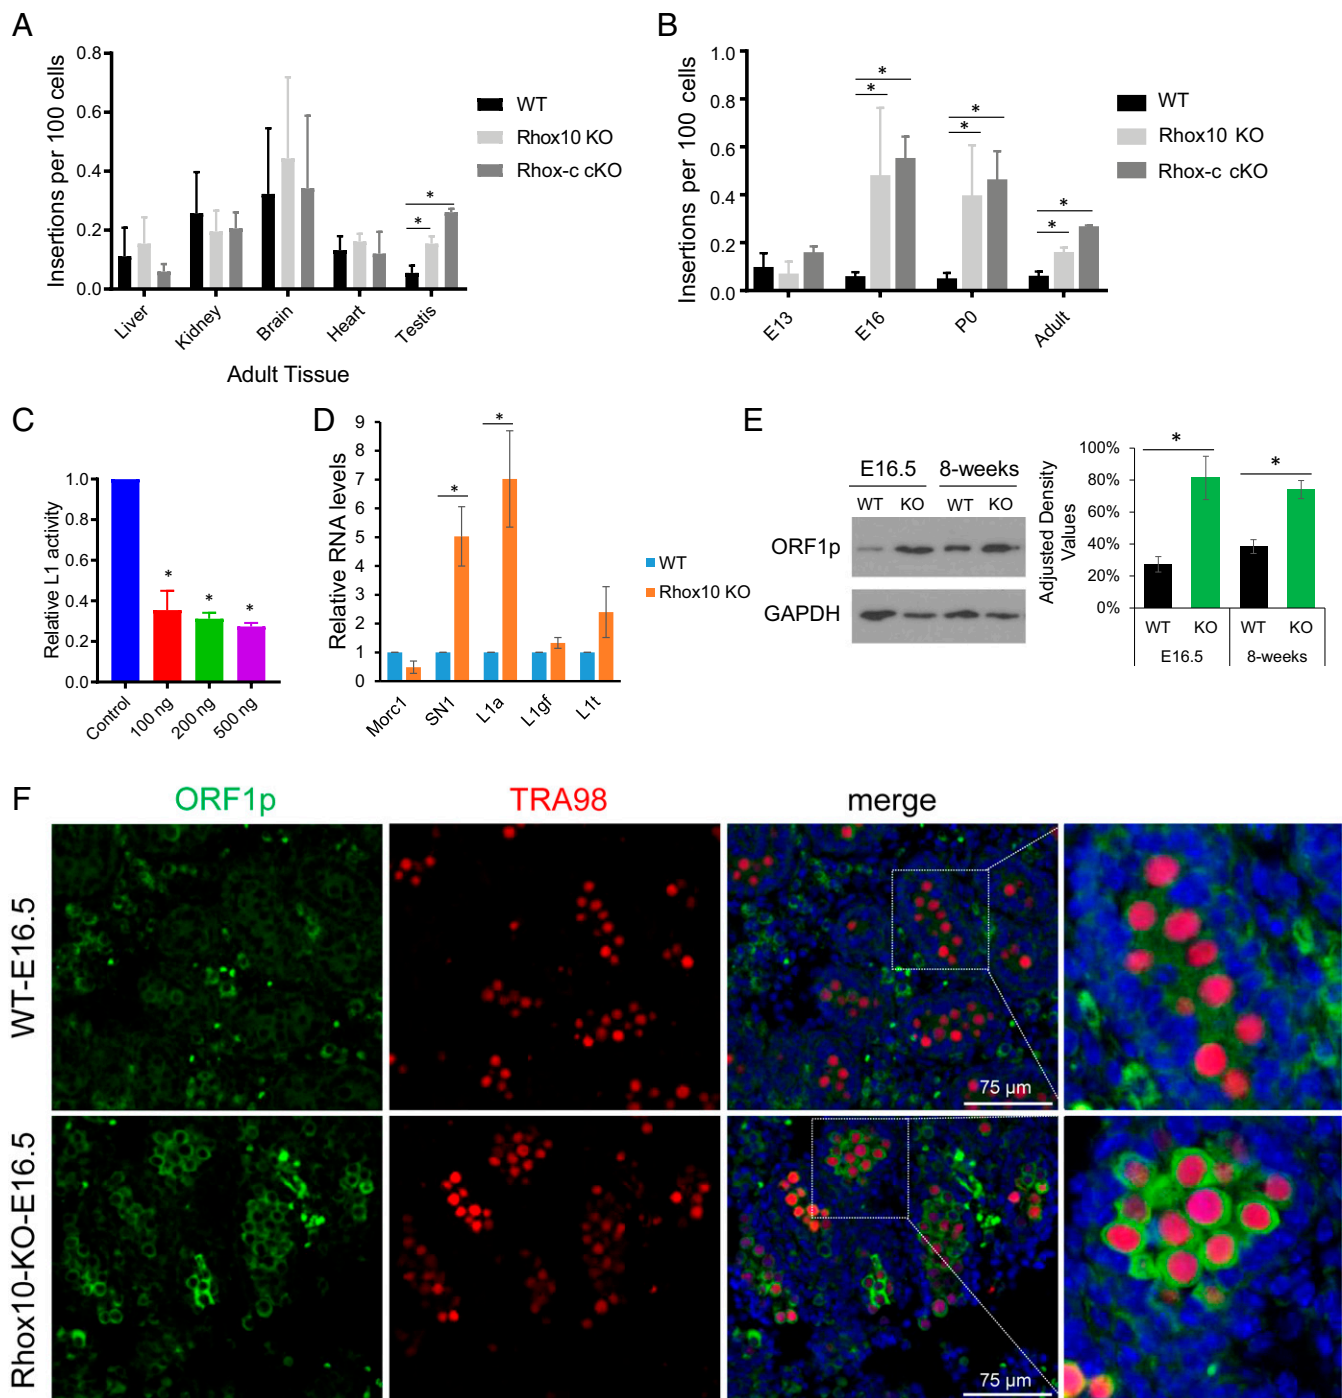 A
Insertions per 100 cells
0.8
0.6
0.4
0.2
0.0
Liver
Kidney
Brain
Heart
Testis
Adult Tissue
* *
WT
Rhox10 KO
Rhox-c cKO
B
Insertions per 100 cells
1.0
0.8
0.6
0.4
0.2
0.0
E13
E16
P0
Adult
* *
* *
* *
WT
Rhox10 KO
Rhox-c cKO
C
Relative L1 activity
1.0
0.8
0.6
0.4
0.2
0.0
* * *
Control
100 ng
200 ng
500 ng
D
Relative RNA levels
9
8
7
6
5
4
3
2
1
0
* *
Morc1
SN1
L1a
L1gf
L1t
WT
Rhox10 KO
E
E16.5 8-weeks
WT KO WT KO
ORF1p
GAPDH
Adjusted Density
Values
100%
80%
60%
40%
20%
0%
* *
WT KO WT KO
E16.5 8-weeks
F
ORF1p TRA98 merge
WT-E16.5
75 µm
Rhox10-KO-E16.5
75 µm